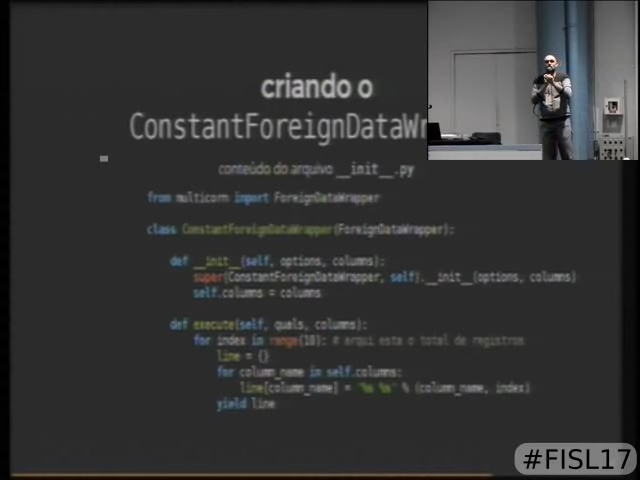 criando o
ConstantForeignDataWr
conteúdo do arquivo __init__.py
from multicorn import ForeignDataWrapper
class ConstantForeignDataWrapper(ForeignDataWrapper):
def __init__(self, options, columns):
super(ConstantForeignDataWrapper, self).__init__(options, columns)
self.columns = columns
def execute(self, quals, columns):
for index in range(10): # arqui esta o total de registros
line = {}
for column_name in self.columns:
line[column_name] = '%s %s' % (column_name, index)
yield line
#FISL17